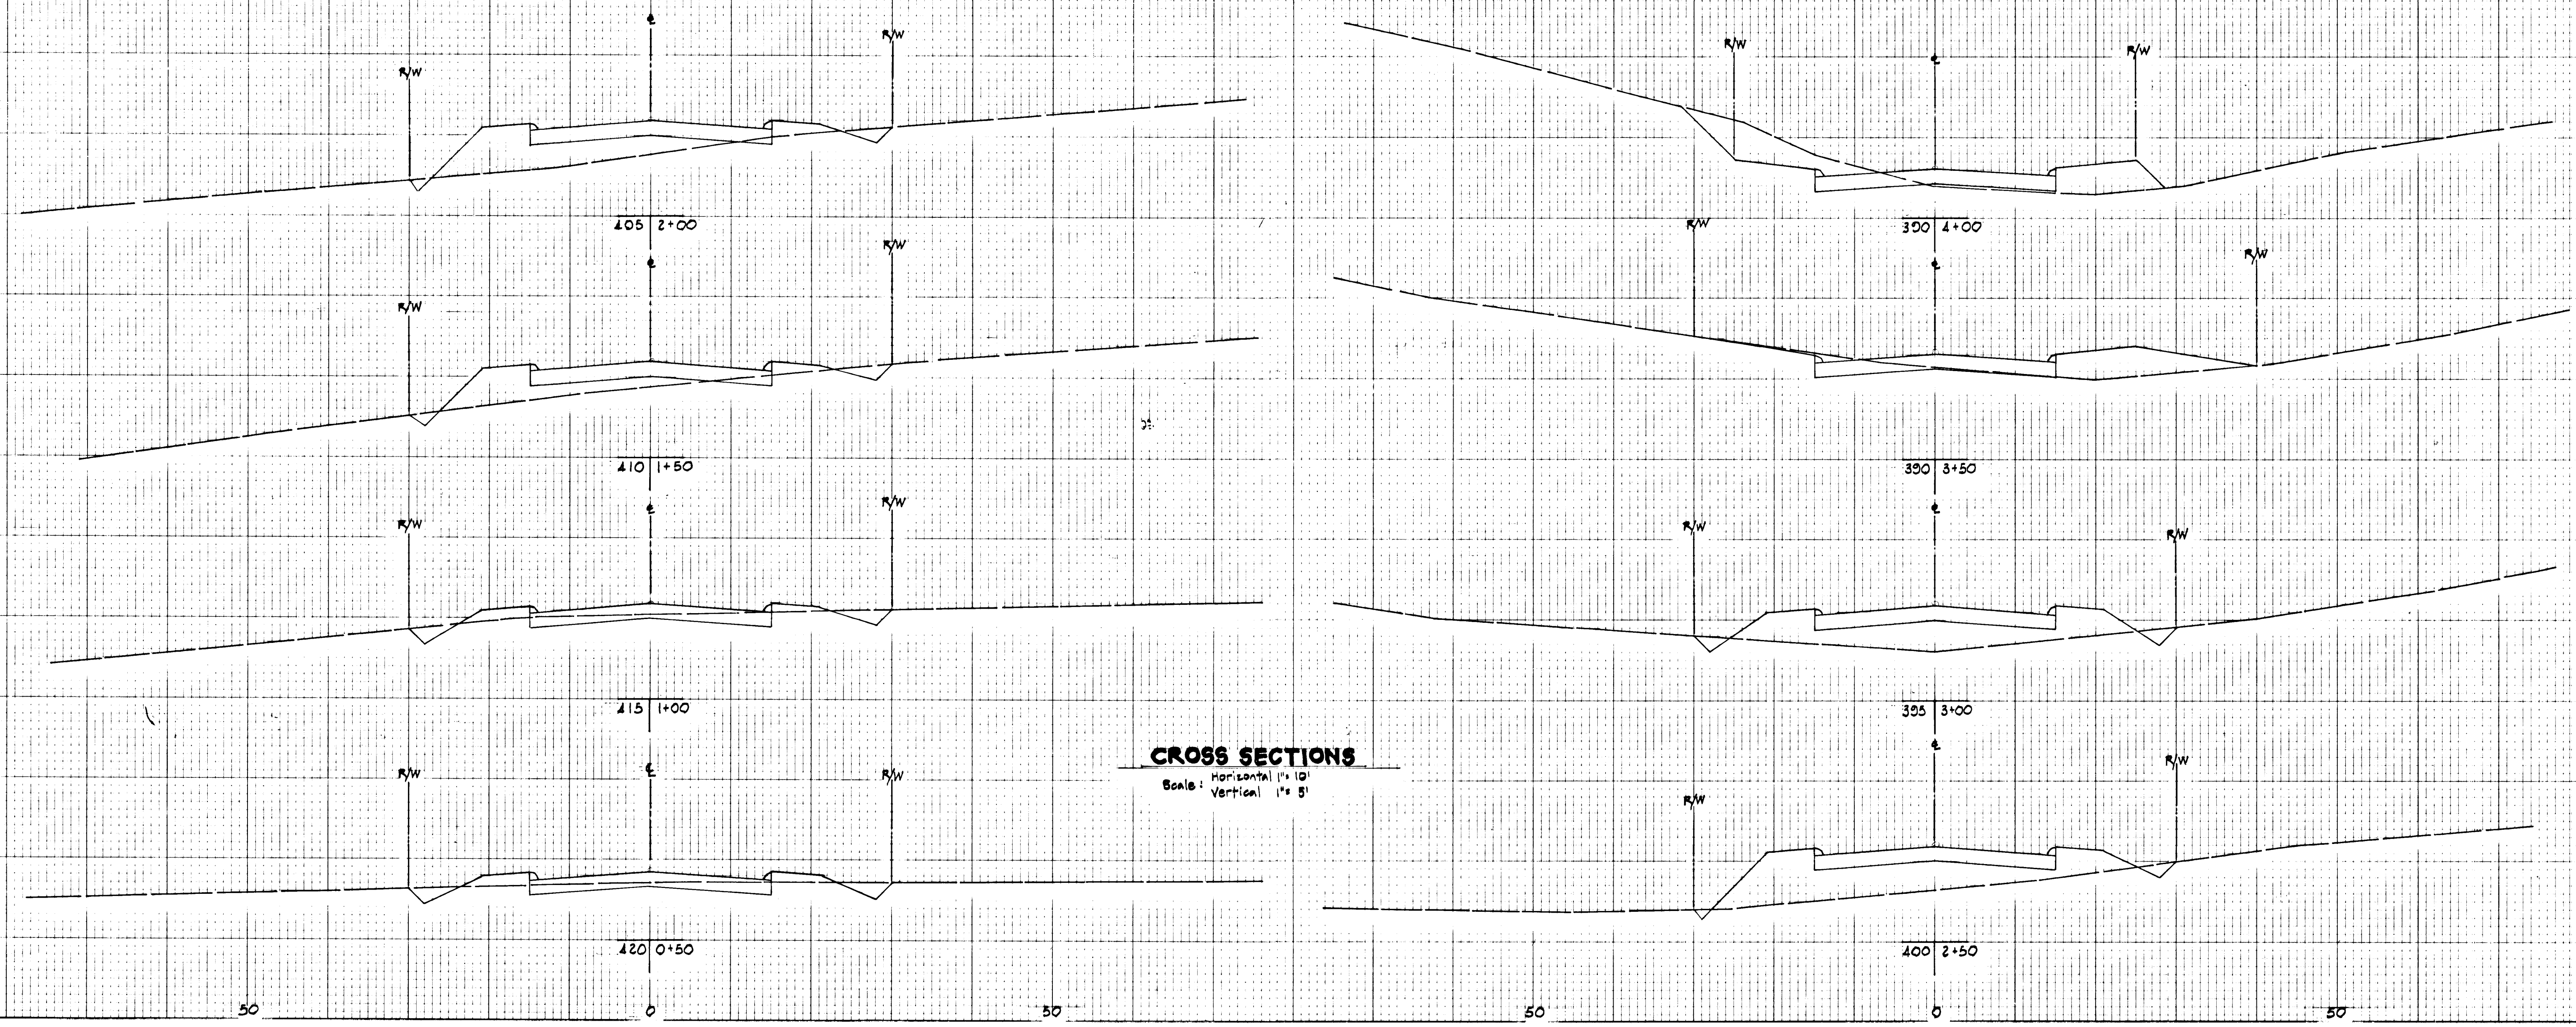 R/W
R/W
℄
405 2+00
R/W
R/W
℄
410 1+50
R/W
R/W
℄
415 1+00
R/W
R/W
℄
420 0+50
50 0 50
CROSS SECTIONS
Scale: Horizontal 1"= 10'
Vertical 1"= 5'
R/W
R/W
℄
390 4+00
R/W
R/W
℄
390 3+50
R/W
R/W
℄
395 3+00
R/W
R/W
℄
400 2+50
50 0 50